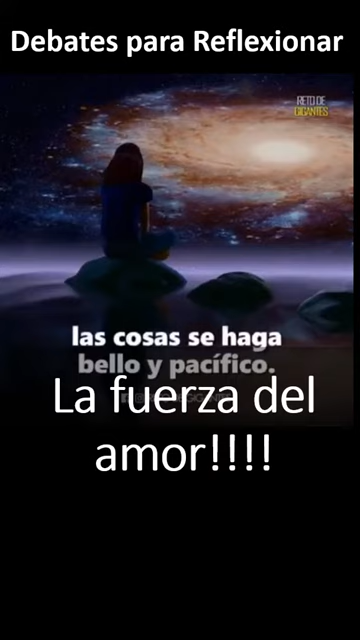 Debates para Reflexionar
RETO DE
GIGANTES
las cosas se haga
bello y pacífico.
La fuerza del
amor!!!!